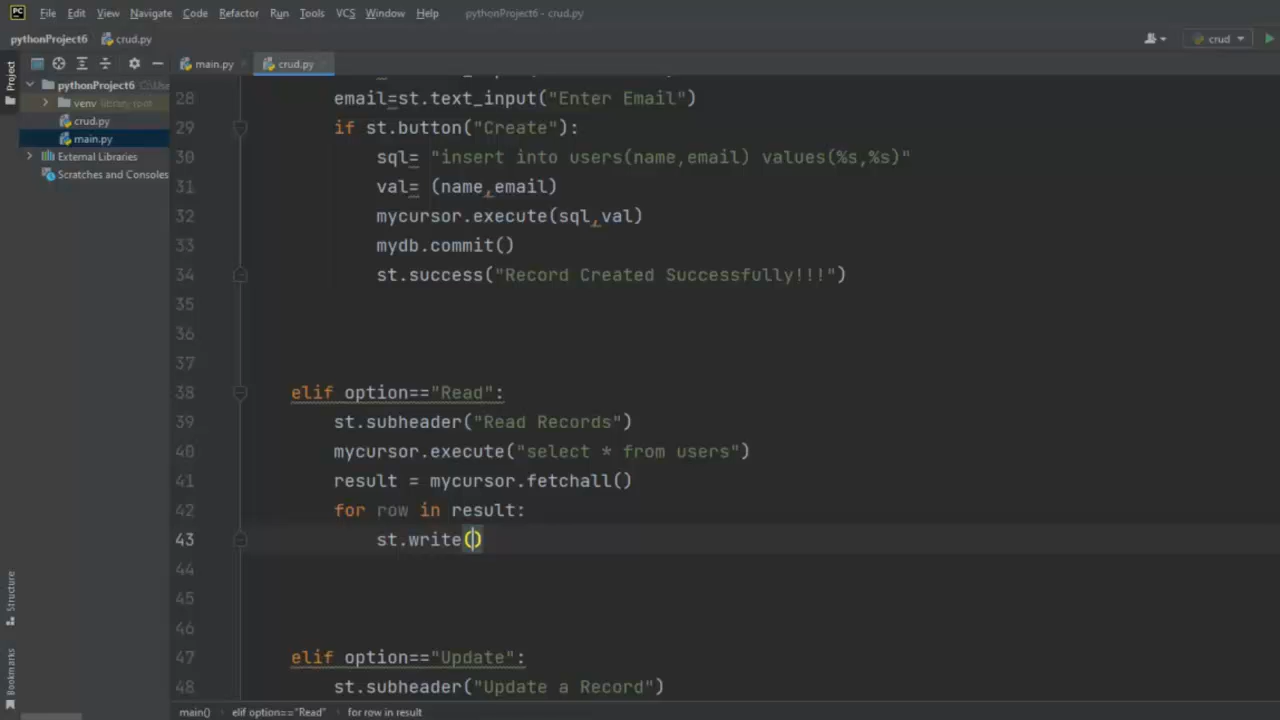 PC File Edit View Navigate Code Refactor Run Tools VCS Window Help pythonProject6 - crud.py
pythonProject6 crud.py crud
Project main.py crud.py
pythonProject6
venv library root
crud.py
main.py
External Libraries
Scratches and Consoles
28 email=st.text_input("Enter Email")
29 if st.button("Create"):
30 sql= "insert into users(name,email) values(%s,%s)"
31 val= (name,email)
32 mycursor.execute(sql,val)
33 mydb.commit()
34 st.success("Record Created Successfully!!!")
35
36
37
38 elif option=="Read":
39 st.subheader("Read Records")
40 mycursor.execute("select * from users")
41 result = mycursor.fetchall()
42 for row in result:
43 st.write()
44
45
46
47 elif option=="Update":
48 st.subheader("Update a Record")
Structure
Bookmarks
main() elif option=="Read" for row in result